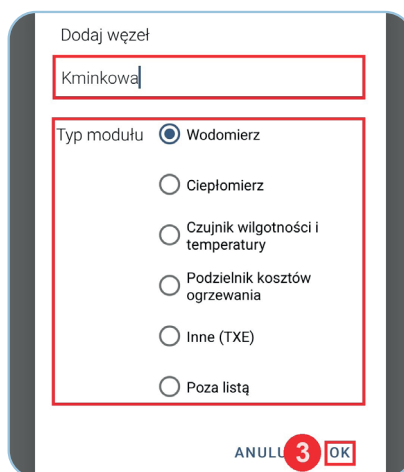 Dodaj węzeł
Kminkowa
Typ modułu Wodomierz
Ciepłomierz
Czujnik wilgotności i
temperatury
Podzielnik kosztów
ogrzewania
Inne (TXE)
Poza listą
ANULU 3 OK